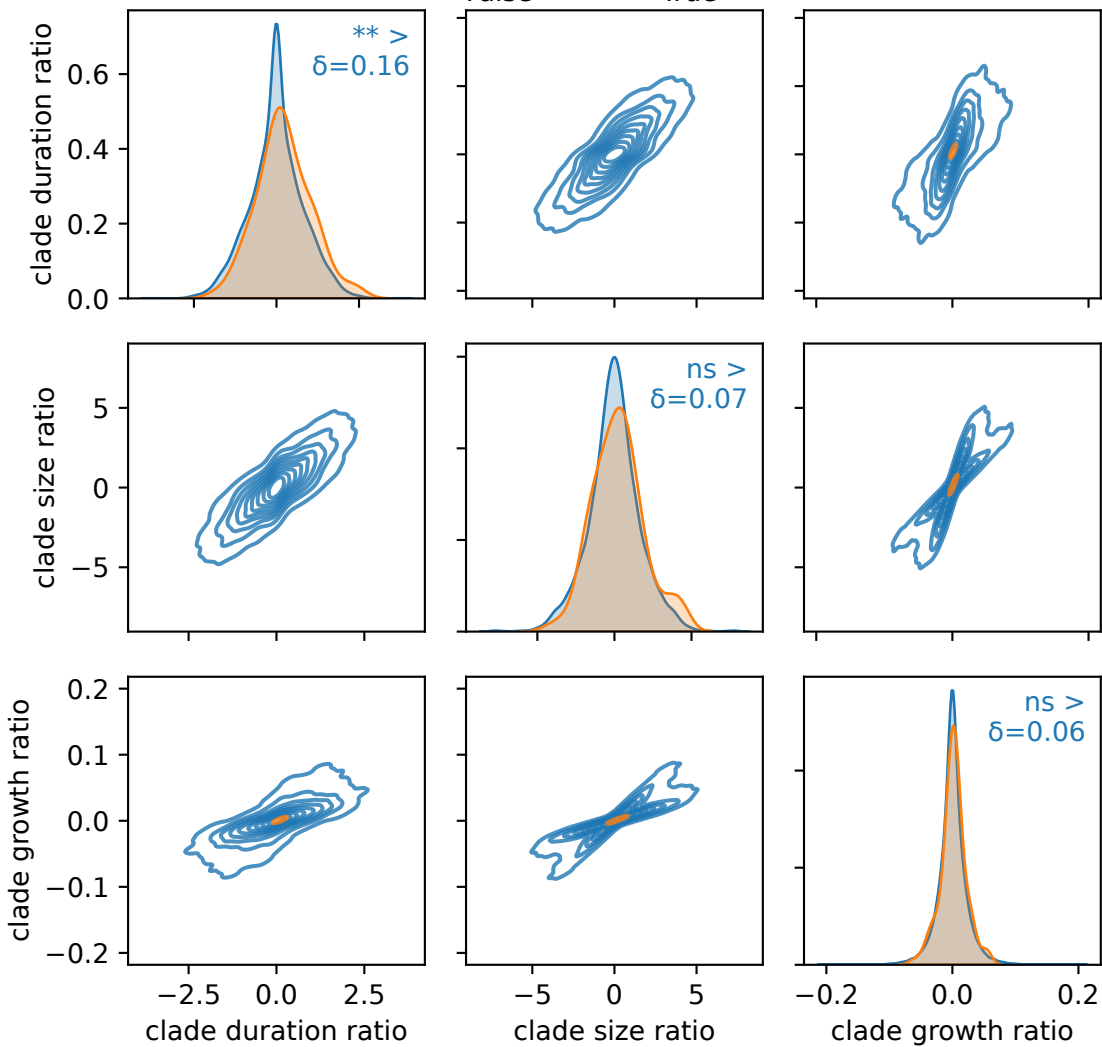 False True
clade duration ratio
0.6
0.4
0.2
0.0
** >
δ=0.16
clade size ratio
5
0
−5
ns >
δ=0.07
clade growth ratio
0.2
0.1
0.0
−0.1
−0.2
ns >
δ=0.06
−2.5 0.0 2.5
clade duration ratio
−5 0 5
clade size ratio
−0.2 0.0 0.2
clade growth ratio